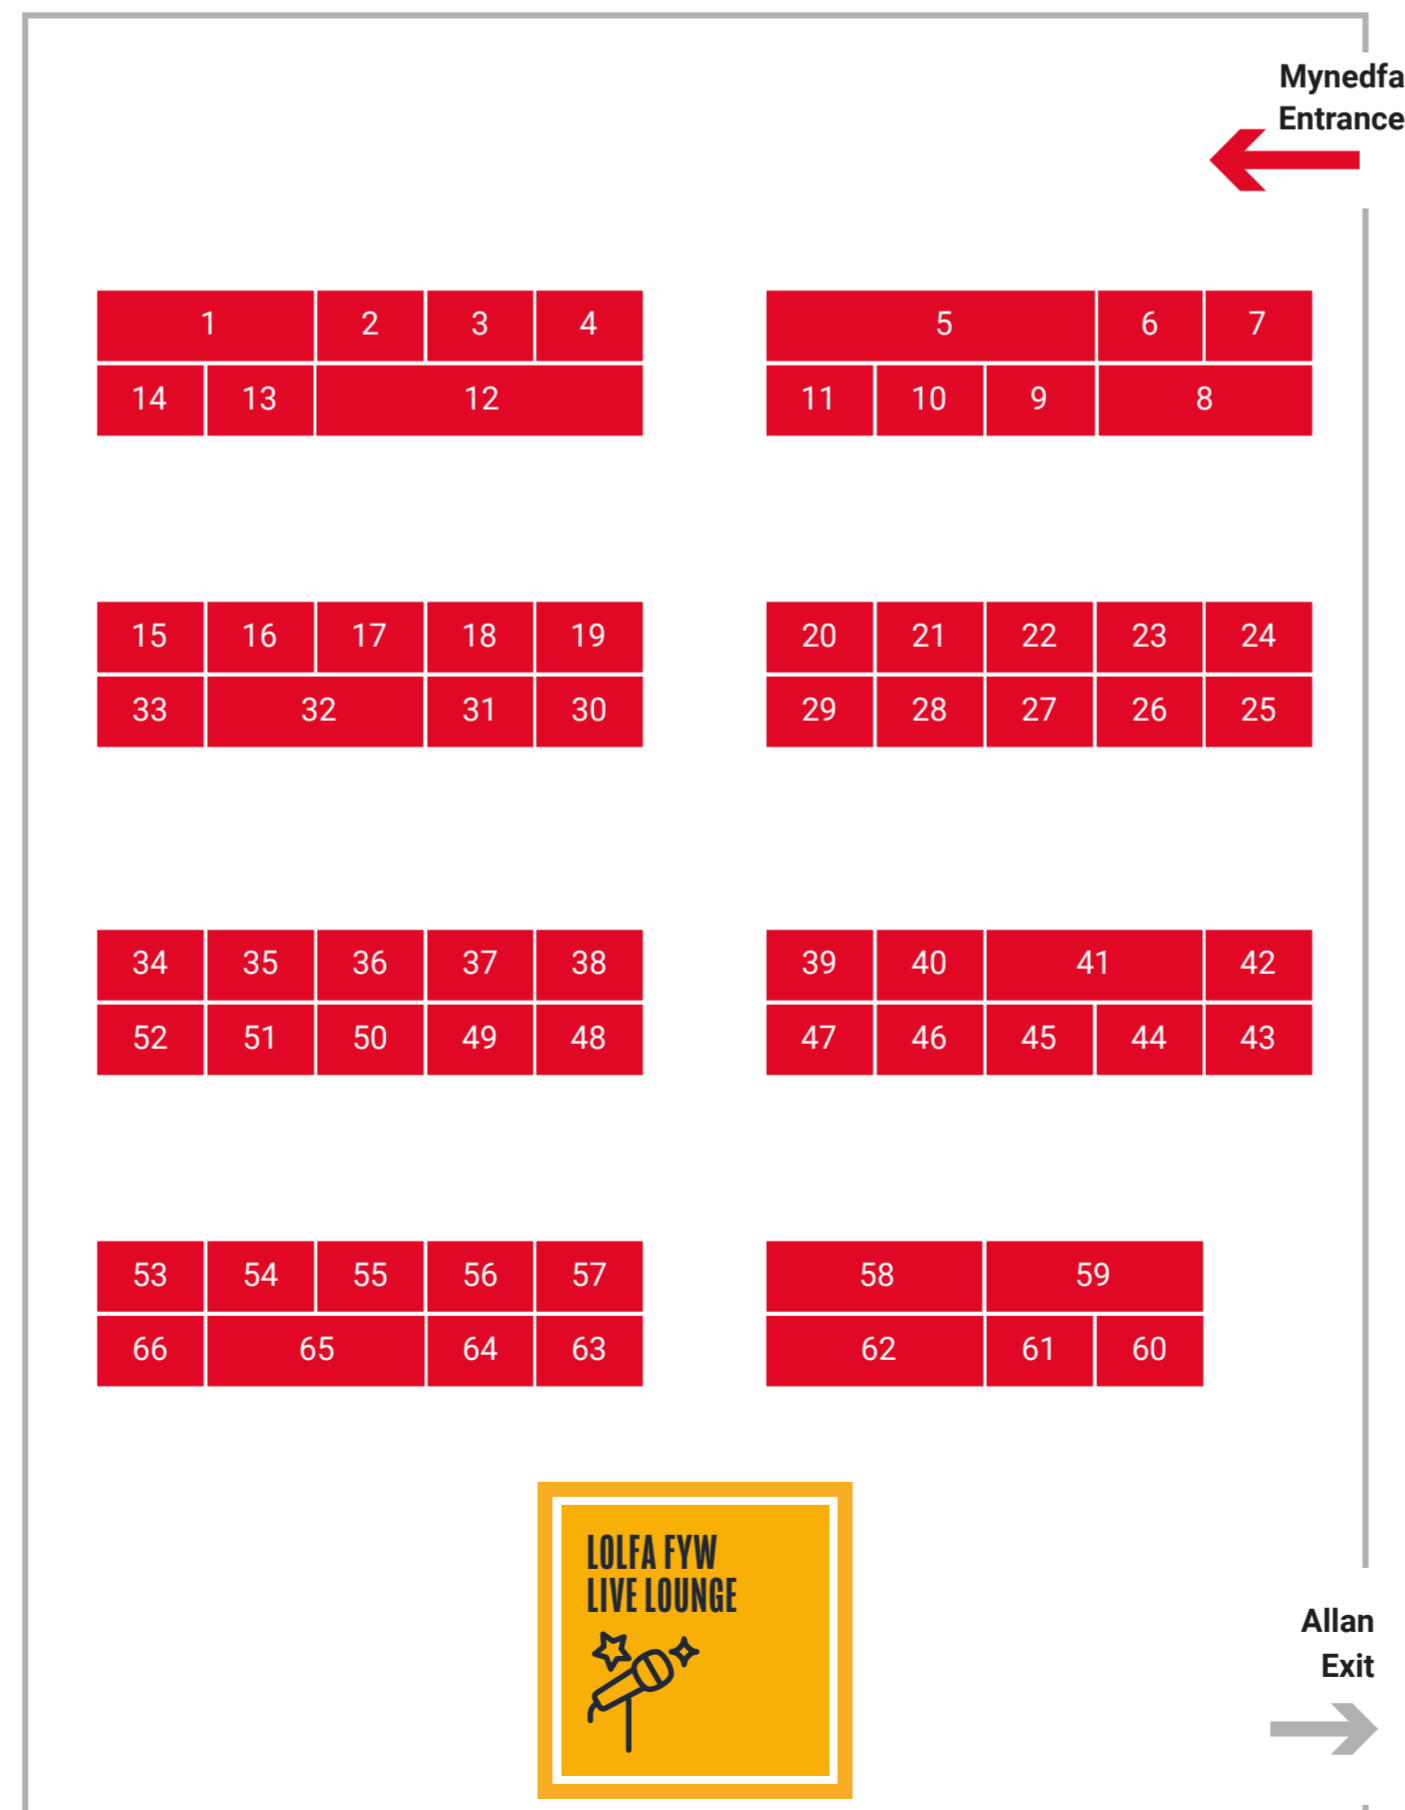 Mynedfa
Entrance
1 2 3 4 5 6 7
14 13 12 11 10 9 8
15 16 17 18 19 20 21 22 23 24
33 32 31 30 29 28 27 26 25
34 35 36 37 38 39 40 41 42
52 51 50 49 48 47 46 45 44 43
53 54 55 56 57 58 59
66 65 64 63 62 61 60
LOLFA FYW
LIVE LOUNGE
Allan
Exit